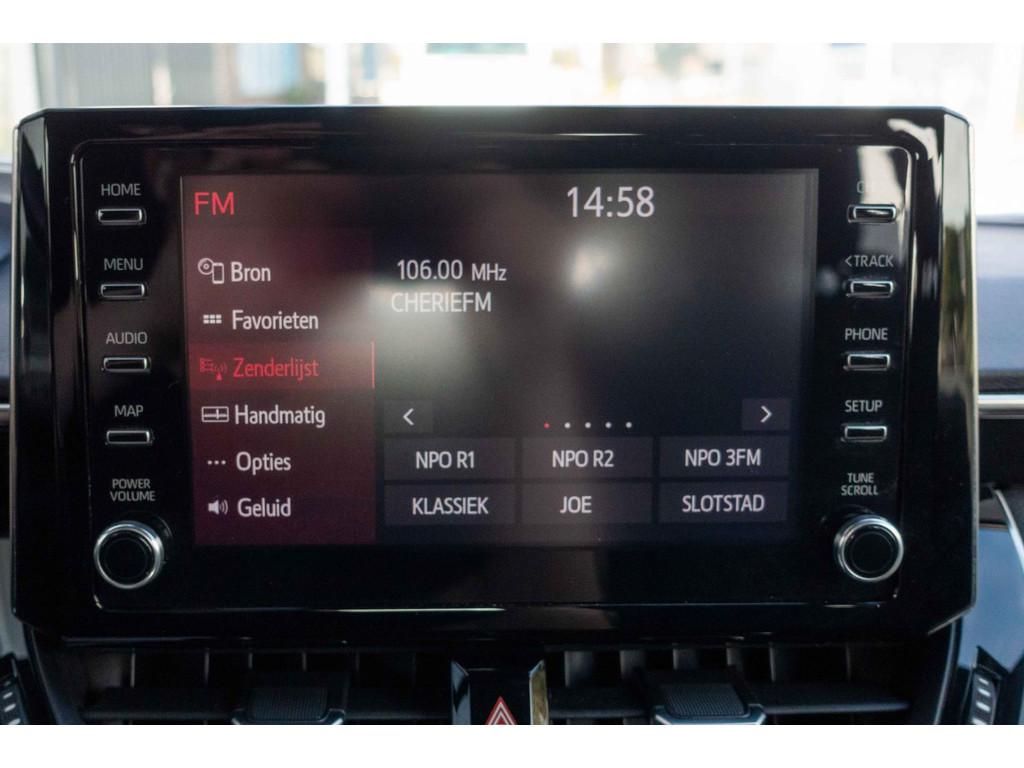 HOME
MENU
AUDIO
MAP
POWER
VOLUME
FM
14:58
Bron
Favorieten
Zenderlijst
Handmatig
Opties
Geluid
106.00 MHz
CHERIEFM
< >
NPO R1 NPO R2 NPO 3FM
KLASSIEK JOE SLOTSTAD
<TRACK
PHONE
SETUP
TUNE
SCROLL